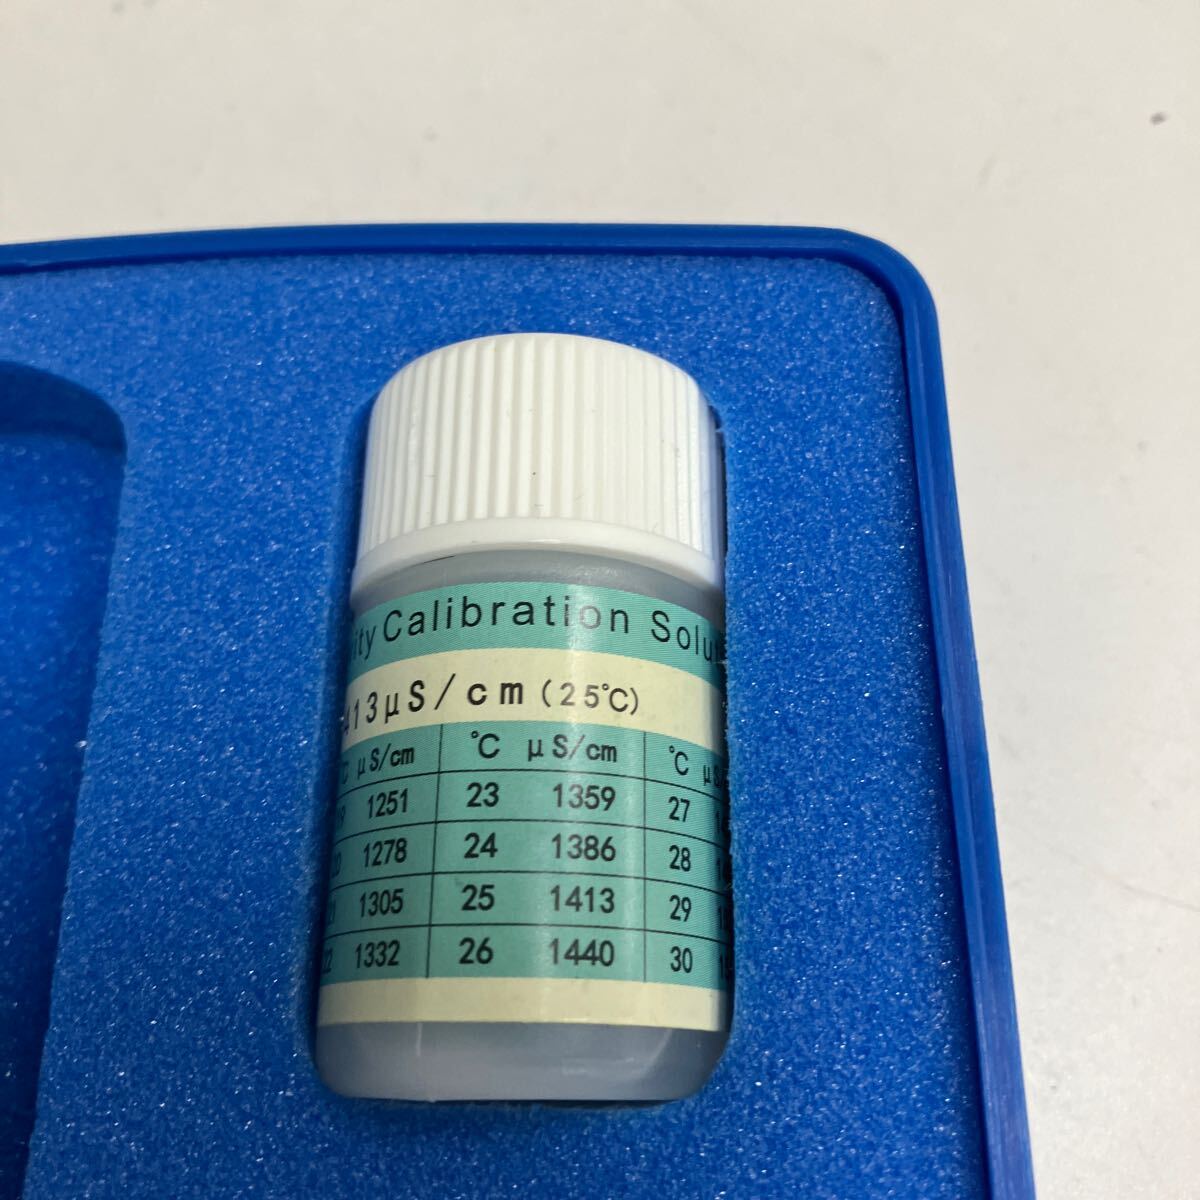 Calibration
413μS/cm (25℃)
μS/cm ℃ μS/cm ℃
1251 23 1359 27
1278 24 1386 28
1305 25 1413 29
1332 26 1440 30